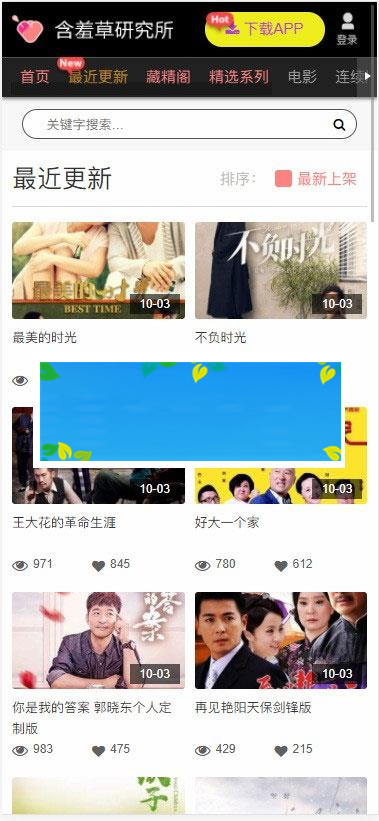 含羞草研究所
Hot
下载APP
登录
New
首页
最近更新
藏精阁
精选系列
电影
连续
关键字搜索...
最近更新
排序：
最新上架
最美的时光
BEST TIME
10-03
不负时光
10-03
最美的时光
不负时光
10-03
10-03
王大花的革命生涯
好大一个家
971
845
780
612
的答案
10-03
10-03
你是我的答案 郭晓东个人定
制版
再见艳阳天保剑锋版
983
475
429
215